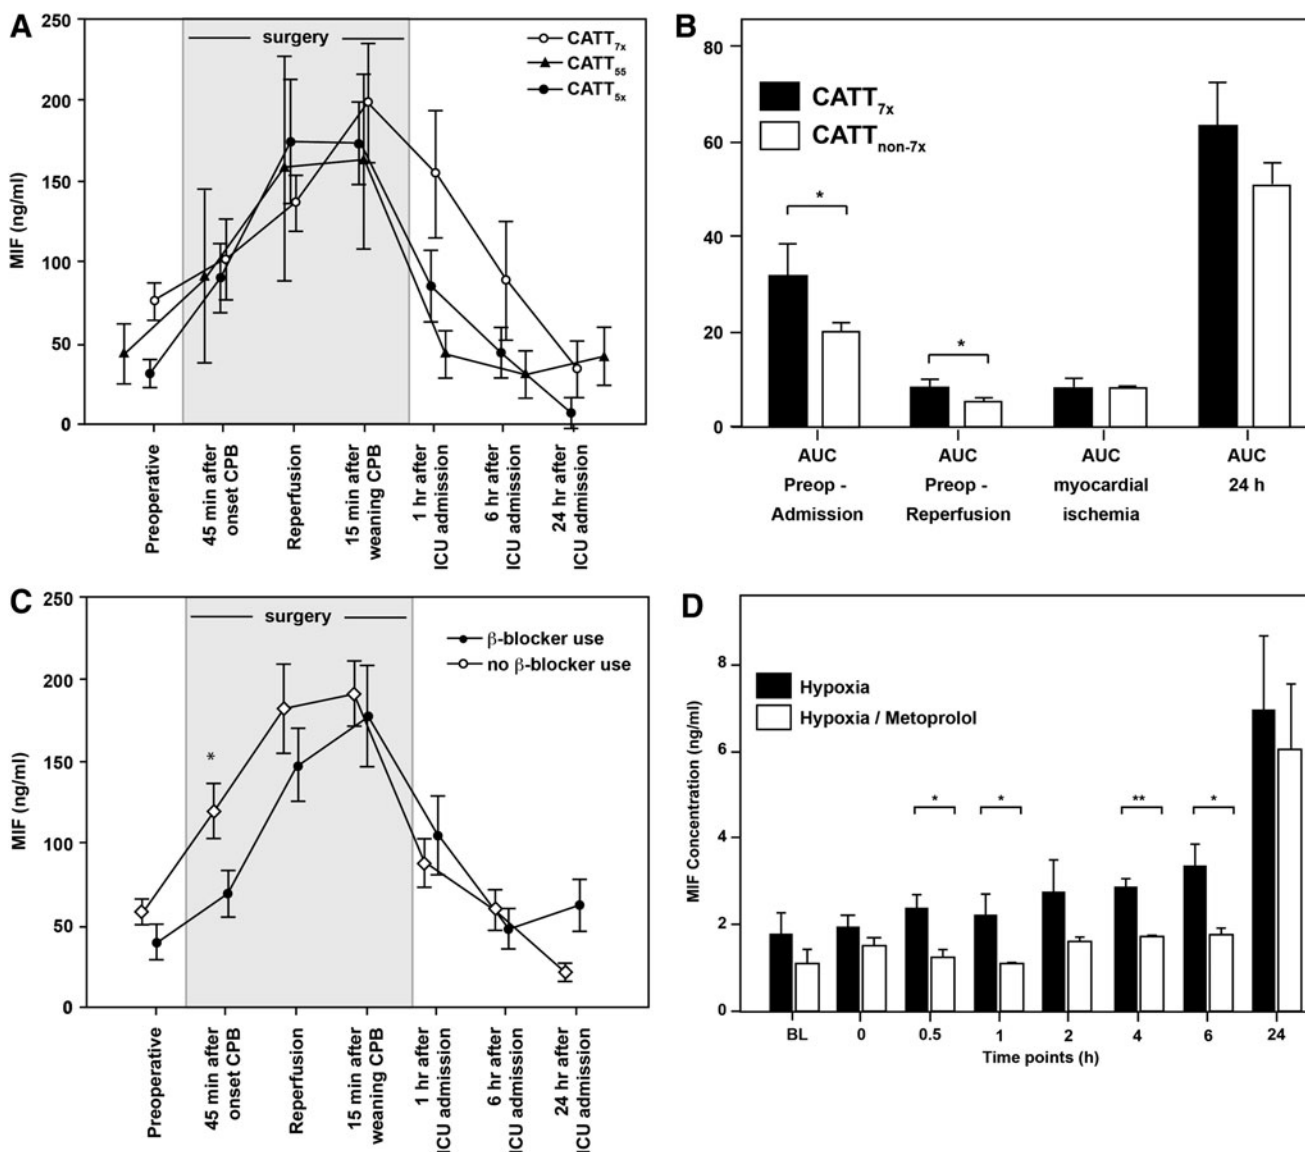 A
250
200
150
100
50
0
MIF (ng/ml)
surgery
CATT7x
CATT55
CATT5x
Preoperative
45 min after
onset CPB
Reperfusion
15 min after
weaning CPB
1 hr after
ICU admission
6 hr after
ICU admission
24 hr after
ICU admission
B
80
60
40
20
0
CATT7x
CATTnon-7x
*
*
AUC
Preop -
Admission
AUC
Preop -
Reperfusion
AUC
myocardial
ischemia
AUC
24 h
C
250
200
150
100
50
0
MIF (ng/ml)
surgery
β-blocker use
no β-blocker use
*
Preoperative
45 min after
onset CPB
Reperfusion
15 min after
weaning CPB
1 hr after
ICU admission
6 hr after
ICU admission
24 hr after
ICU admission
D
8
6
4
2
0
MIF Concentration (ng/ml)
Hypoxia
Hypoxia / Metoprolol
* * ** *
BL 0 0.5 1 2 4 6 24
Time points (h)